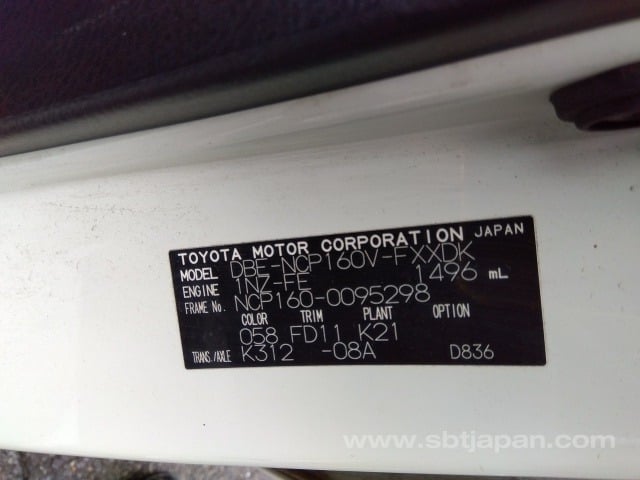 TOYOTA MOTOR CORPORATION JAPAN
MODEL DBE-NCP160V-FXXDK
ENGINE 1NZ-FE 1496 mL
FRAME No. NCP160-0095298
COLOR TRIM PLANT OPTION
058 FD11 K21
TRANS./AXLE K312 -08A D836
www.sbtjapan.com